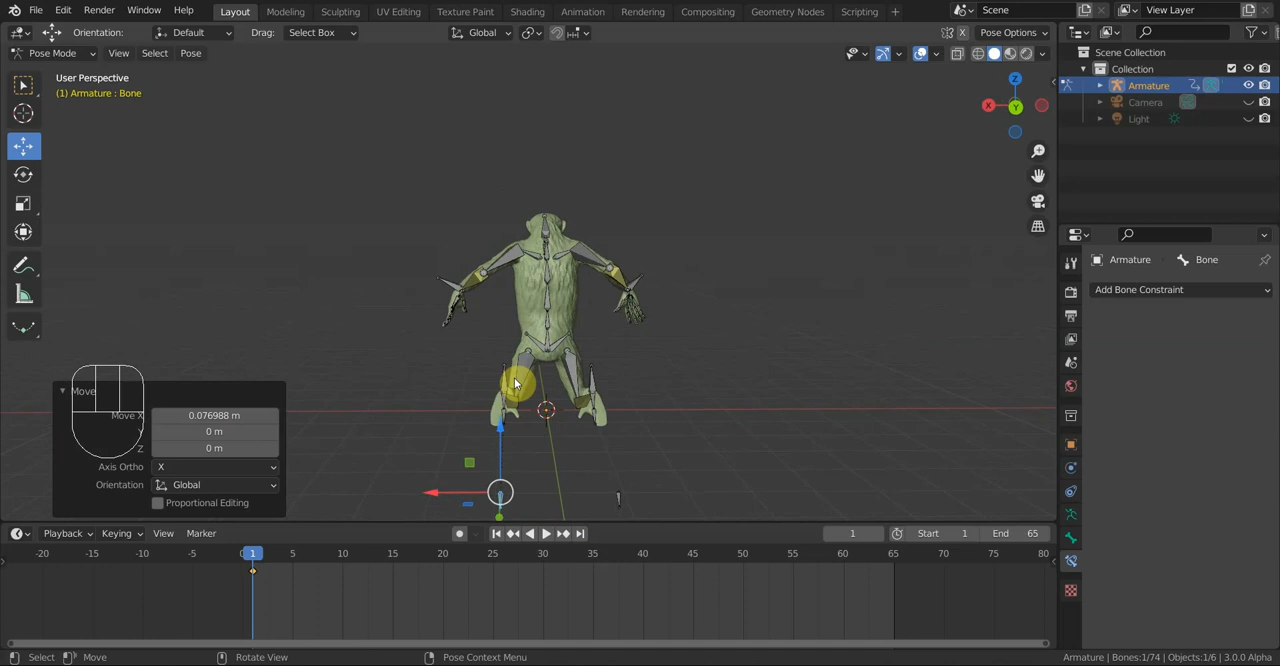 File Edit Render Window Help Layout Modeling Sculpting UV Editing Texture Paint Shading Animation Rendering Compositing Geometry Nodes Scripting + Scene View Layer
Orientation: Default Drag: Select Box Global X Pose Options
Pose Mode View Select Pose
User Perspective
(1) Armature : Bone
Z
X
Y
Scene Collection
Collection
Armature
Camera
Light
Armature Bone
Add Bone Constraint
Move
Move X 0.076988 m
Y 0 m
Z 0 m
Axis Ortho X
Orientation Global
Proportional Editing
Playback Keying View Marker 1 Start 1 End 65
-20 -15 -10 -5 1 5 10 15 20 25 30 35 40 45 50 55 60 65 70 75 80
Select Move Rotate View Pose Context Menu Armature | Bones:1/74 | Objects:1/6 | 3.0.0 Alpha